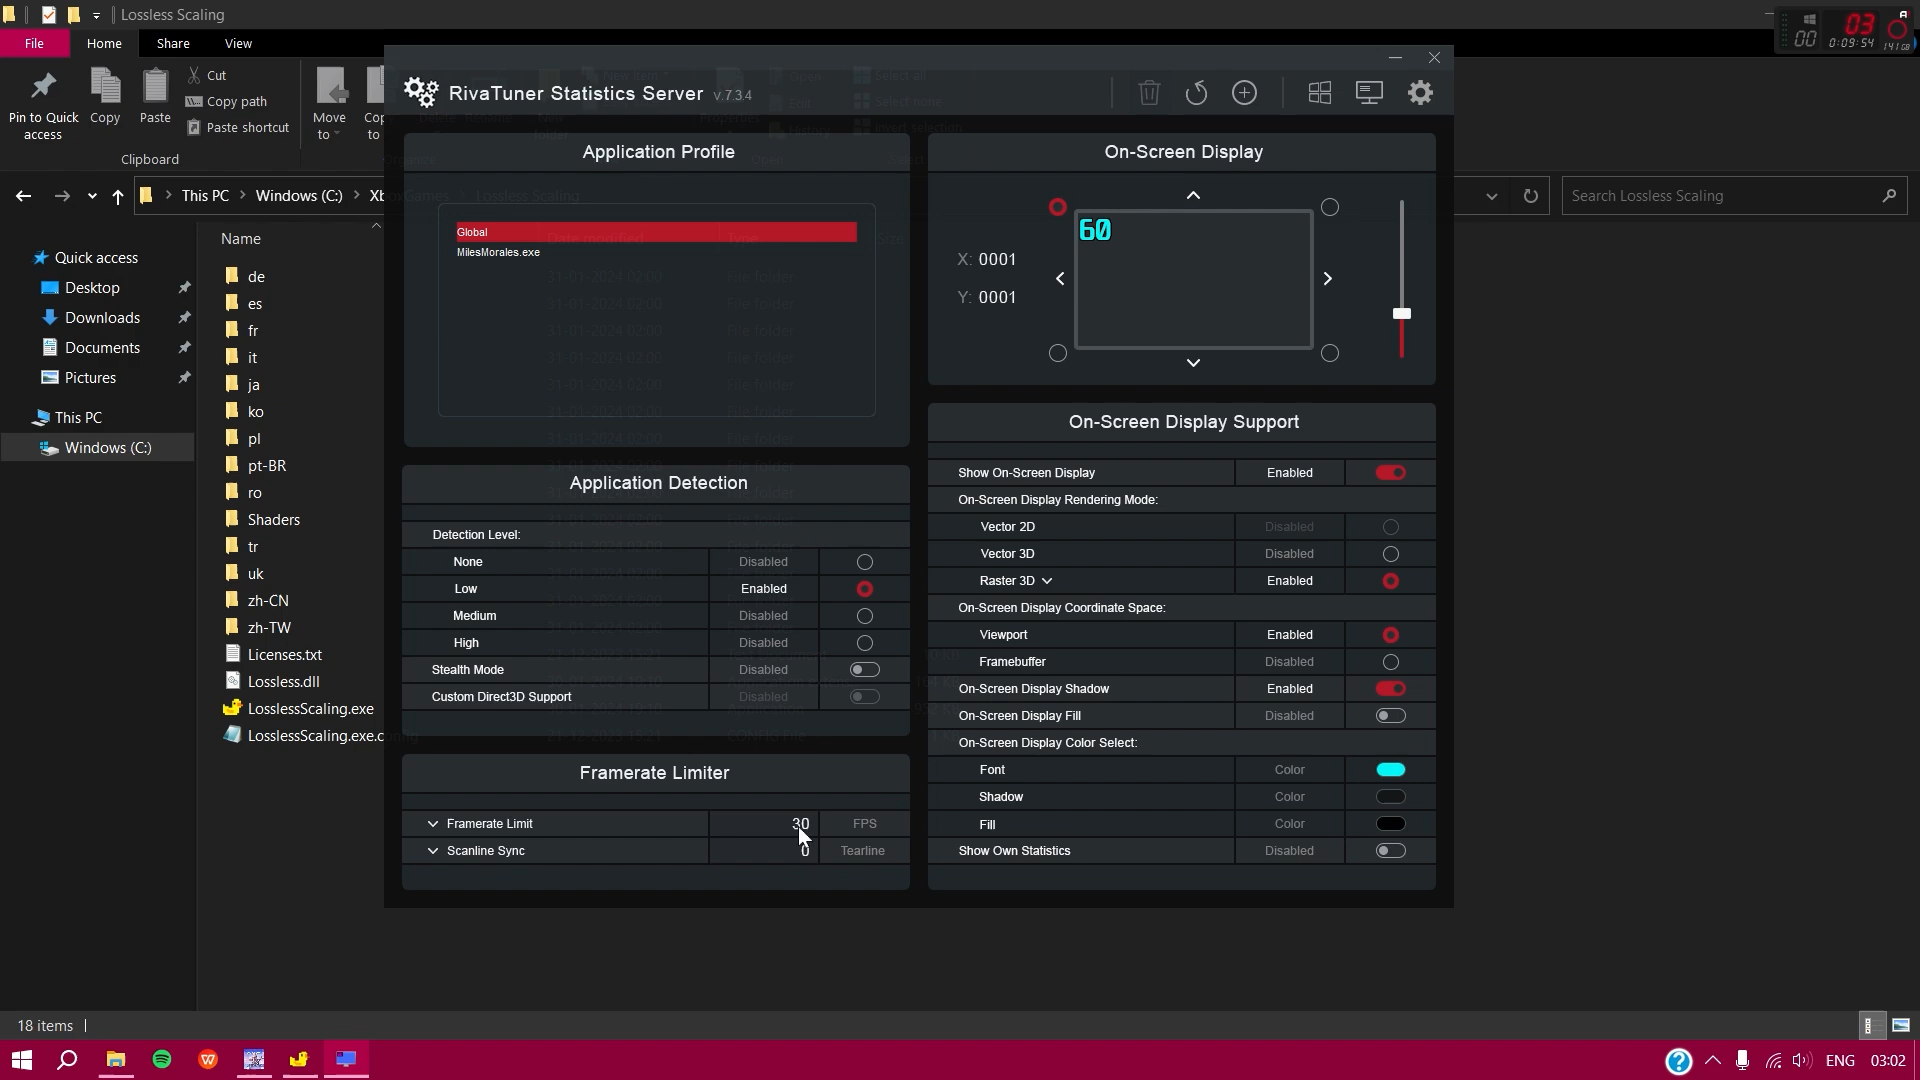 Lossless Scaling
File
Home
Share
View
03
00
0:09:54
141GB
Pin to Quick access
Copy
Paste
Cut
Copy path
Paste shortcut
Move to
Clipboard
This PC
Windows (C:)
Search Lossless Scaling
Quick access
Desktop
Downloads
Documents
Pictures
This PC
Windows (C:)
Name
de
es
fr
it
ja
ko
pl
pt-BR
ro
Shaders
tr
uk
zh-CN
zh-TW
Licenses.txt
Lossless.dll
LosslessScaling.exe
LosslessScaling.exe.config
RivaTuner Statistics Server v.7.3.4
Application Profile
Global
MilesMorales.exe
Application Detection
Detection Level:
None Disabled
Low Enabled
Medium Disabled
High Disabled
Stealth Mode Disabled
Custom Direct3D Support Disabled
Framerate Limiter
Framerate Limit 30 FPS
Scanline Sync 0 Tearline
On-Screen Display
60
X: 0001
Y: 0001
On-Screen Display Support
Show On-Screen Display Enabled
On-Screen Display Rendering Mode:
Vector 2D Disabled
Vector 3D Disabled
Raster 3D Enabled
On-Screen Display Coordinate Space:
Viewport Enabled
Framebuffer Disabled
On-Screen Display Shadow Enabled
On-Screen Display Fill Disabled
On-Screen Display Color Select:
Font Color
Shadow Color
Fill Color
Show Own Statistics Disabled
18 items
ENG
03:02